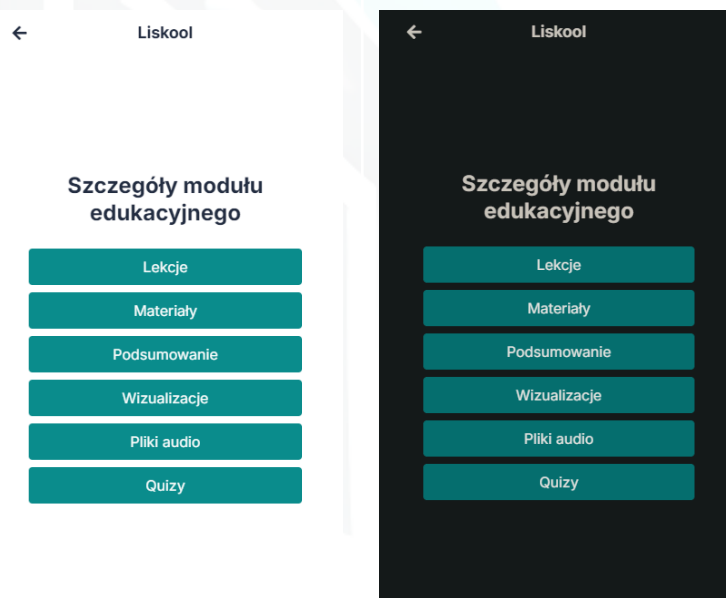 Liskool
Szczegóły modułu
edukacyjnego
Lekcje
Materiały
Podsumowanie
Wizualizacje
Pliki audio
Quizy
Liskool
Szczegóły modułu
edukacyjnego
Lekcje
Materiały
Podsumowanie
Wizualizacje
Pliki audio
Quizy